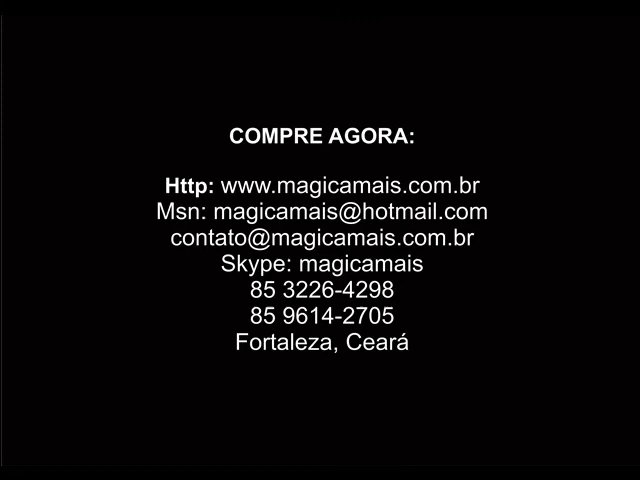 COMPRE AGORA:
Http: www.magicamais.com.br
Msn: magicamais@hotmail.com
contato@magicamais.com.br
Skype: magicamais
85 3226-4298
85 9614-2705
Fortaleza, Ceará